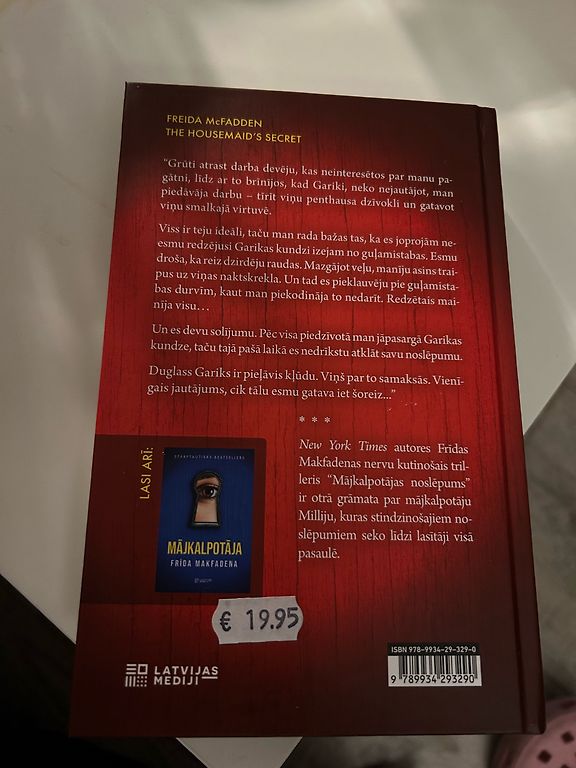 FREIDA McFADDEN
THE HOUSEMAID'S SECRET
"Grūti atrast darba devēju, kas neinteresētos par manu pa-
gātni, līdz ar to brīnījos, kad Gariki, neko nejautājot, man
piedāvāja darbu – tīrīt viņu penthausa dzīvokli un gatavot
viņu smalkajā virtuvē.
Viss ir teju ideāli, taču man rada bažas tas, ka es joprojām ne-
esmu redzējusi Garikas kundzi izejam no guļamistabas. Esmu
droša, ka reiz dzirdēju raudas. Mazgājot veļu, manīju asins trai-
pus uz viņas naktskrekla. Un tad es pieklauvēju pie guļamista-
bas durvīm, kaut man piekodināja to nedarīt. Redzētais mai-
nīja visu...
Un es devu solījumu. Pēc visa piedzīvotā man jāpasargā Garikas
kundze, taču tajā pašā laikā es nedrīkstu atklāt savu noslēpumu.
Duglass Gariks ir pieļāvis kļūdu. Viņš par to samaksās. Vienī-
gais jautājums, cik tālu esmu gatava iet šoreiz..."
* * *
New York Times autores Frīdas
Makfadenas nervu kutinošais tril-
leris "Mājkalpotājas noslēpums"
ir otrā grāmata par mājkalpotāju
Milliju, kuras stindzinošajiem no-
slēpumiem seko līdzi lasītāji visā
pasaulē.
LASI ARĪ:
STARPTAUTISKS BESTSELLERS
MĀJKALPOTĀJA
FRĪDA MAKFADENA
€ 19.95
LATVIJAS
MEDIJI
ISBN 978-9934-29-329-0
9 789934 293290